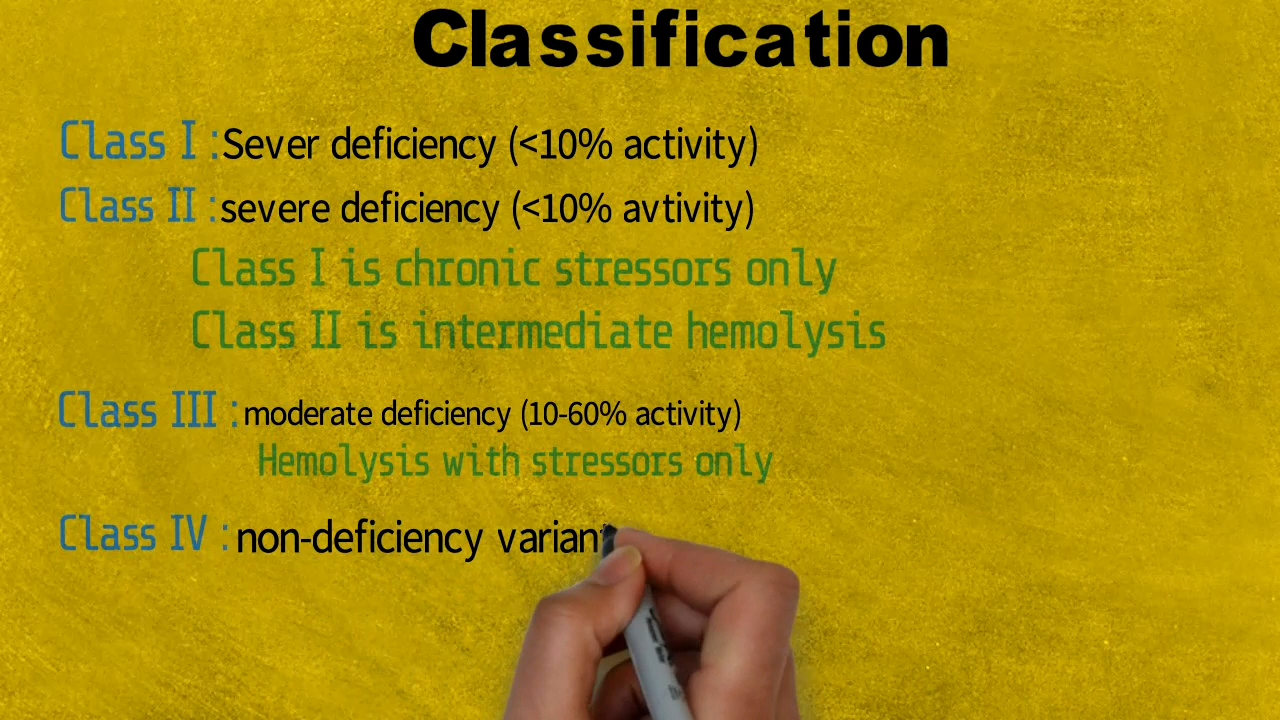 Classification
Class I :Sever deficiency (<10% activity)
Class II :severe deficiency (<10% avtivity)
Class I is chronic stressors only
Class II is intermediate hemolysis
Class III :moderate deficiency (10-60% activity)
Hemolysis with stressors only
Class IV :non-deficiency variant